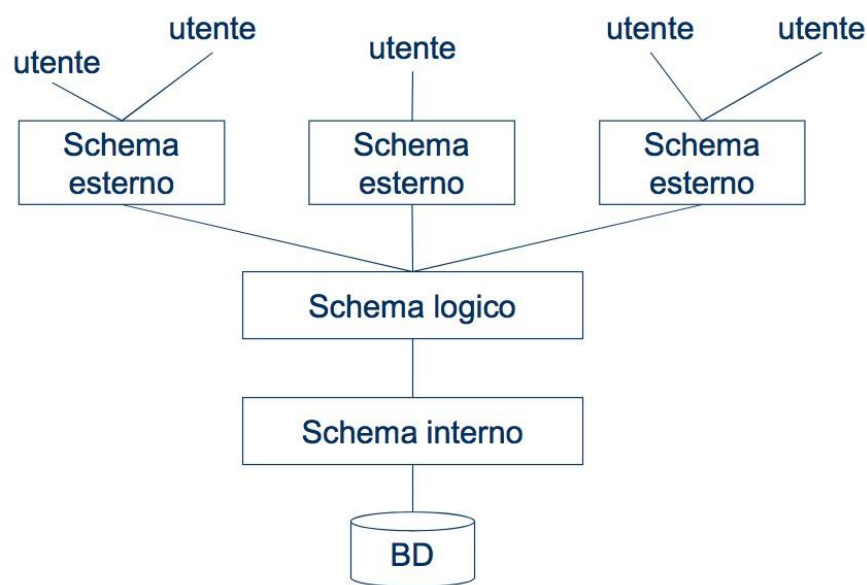 utente
utente
utente
utente
utente
Schema
esterno
Schema
esterno
Schema
esterno
Schema logico
Schema interno
BD